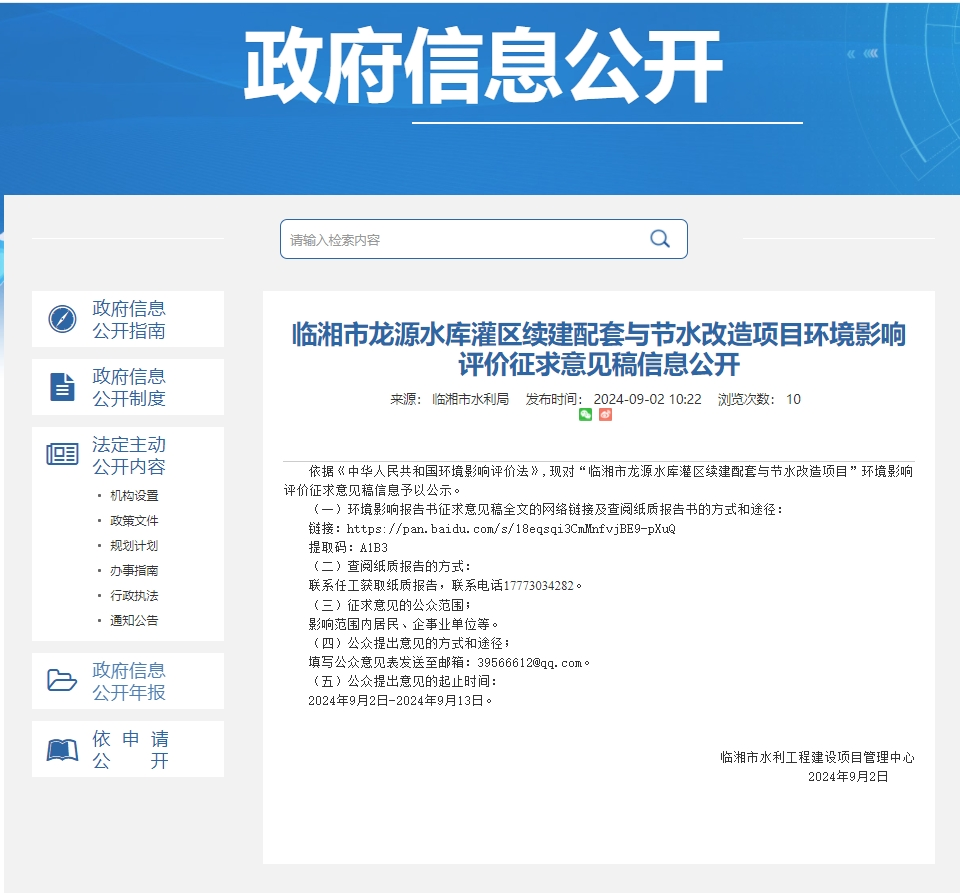 政府信息公开
请输入检索内容
政府信息
公开指南
政府信息
公开制度
法定主动
公开内容
· 机构设置
· 政策文件
· 规划计划
· 办事指南
· 行政执法
· 通知公告
政府信息
公开年报
依 申 请
公 开
临湘市龙源水库灌区续建配套与节水改造项目环境影响
评价征求意见稿信息公开
来源： 临湘市水利局 发布时间： 2024-09-02 10:22 浏览次数： 10
依据《中华人民共和国环境影响评价法》,现对“临湘市龙源水库灌区续建配套与节水改造项目”环境影响
评价征求意见稿信息予以公示。
（一）环境影响报告书征求意见稿全文的网络链接及查阅纸质报告书的方式和途径：
链接：https://pan.baidu.com/s/18eqsqi3CmMnfvjBE9-pXuQ
提取码：A1B3
（二）查阅纸质报告的方式：
联系任工获取纸质报告，联系电话17773034282。
（三）征求意见的公众范围；
影响范围内居民、企事业单位等。
（四）公众提出意见的方式和途径；
填写公众意见表发送至邮箱：39566612@qq.com。
（五）公众提出意见的起止时间：
2024年9月2日-2024年9月13日。
临湘市水利工程建设项目管理中心
2024年9月2日